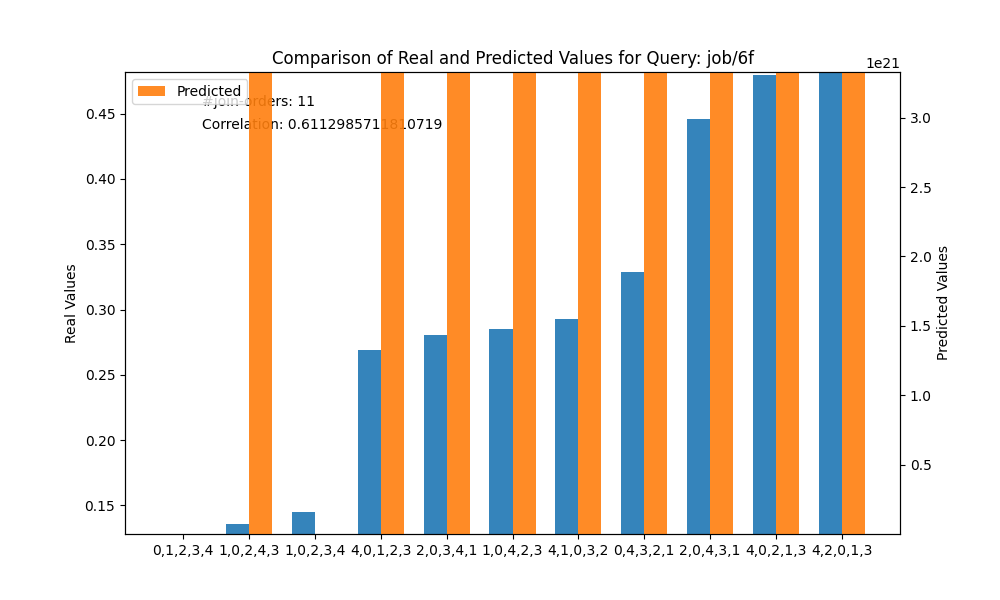 Comparison of Real and Predicted Values for Query: job/6f
1e21
Predicted
#join-orders: 11
Correlation: 0.6112985711810719
0.45
0.40
0.35
0.30
0.25
0.20
0.15
Real Values
3.0
2.5
2.0
1.5
1.0
0.5
Predicted Values
0,1,2,3,4 1,0,2,4,3 1,0,2,3,4 4,0,1,2,3 2,0,3,4,1 1,0,4,2,3 4,1,0,3,2 0,4,3,2,1 2,0,4,3,1 4,0,2,1,3 4,2,0,1,3